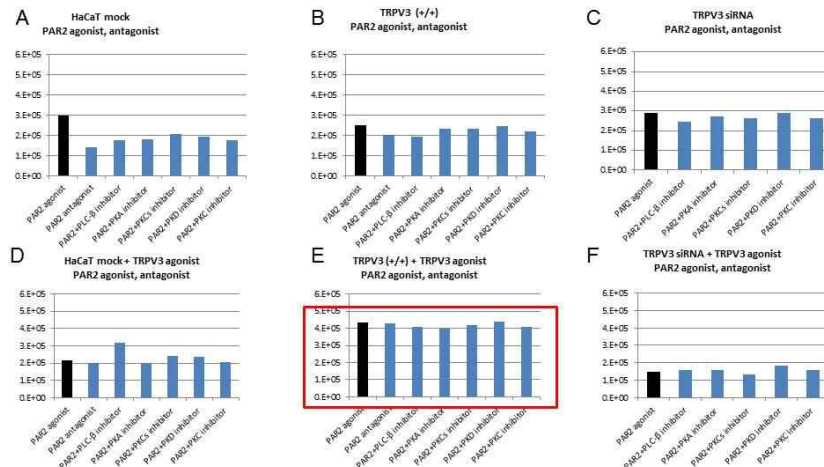 A
HaCaT mock
PAR2 agonist, antagonist
6.E+05
5.E+05
4.E+05
3.E+05
2.E+05
1.E+05
0.E+00
PAR2 agonist
PAR2 antagonist
PAR2+PLC-β inhibitor
PAR2+PKA inhibitor
PAR2+PKCs inhibitor
PAR2+PKD inhibitor
PAR2+PKC inhibitor
B
TRPV3 (+/+)
PAR2 agonist, antagonist
6.E+05
5.E+05
4.E+05
3.E+05
2.E+05
1.E+05
0.E+00
PAR2 agonist
PAR2 antagonist
PAR2+PLC-β inhibitor
PAR2+PKA inhibitor
PAR2+PKCs inhibitor
PAR2+PKD inhibitor
PAR2+PKC inhibitor
C
TRPV3 siRNA
PAR2 agonist, antagonist
6.E+05
5.E+05
4.E+05
3.E+05
2.E+05
1.E+05
0.E+00
PAR2 agonist
PAR2+PLC-β inhibitor
PAR2+PKA inhibitor
PAR2+PKCs inhibitor
PAR2+PKD inhibitor
PAR2+PKC inhibitor
D
HaCaT mock + TRPV3 agonist
PAR2 agonist, antagonist
6.E+05
5.E+05
4.E+05
3.E+05
2.E+05
1.E+05
0.E+00
PAR2 agonist
PAR2 antagonist
PAR2+PLC-β inhibitor
PAR2+PKA inhibitor
PAR2+PKCs inhibitor
PAR2+PKD inhibitor
PAR2+PKC inhibitor
E
TRPV3 (+/+) + TRPV3 agonist
PAR2 agonist, antagonist
6.E+05
5.E+05
4.E+05
3.E+05
2.E+05
1.E+05
0.E+00
PAR2 agonist
PAR2 antagonist
PAR2+PLC-β inhibitor
PAR2+PKA inhibitor
PAR2+PKCs inhibitor
PAR2+PKD inhibitor
PAR2+PKC inhibitor
F
TRPV3 siRNA + TRPV3 agonist
PAR2 agonist, antagonist
6.E+05
5.E+05
4.E+05
3.E+05
2.E+05
1.E+05
0.E+00
PAR2 agonist
PAR2+PLC-β inhibitor
PAR2+PKA inhibitor
PAR2+PKCs inhibitor
PAR2+PKD inhibitor
PAR2+PKC inhibitor